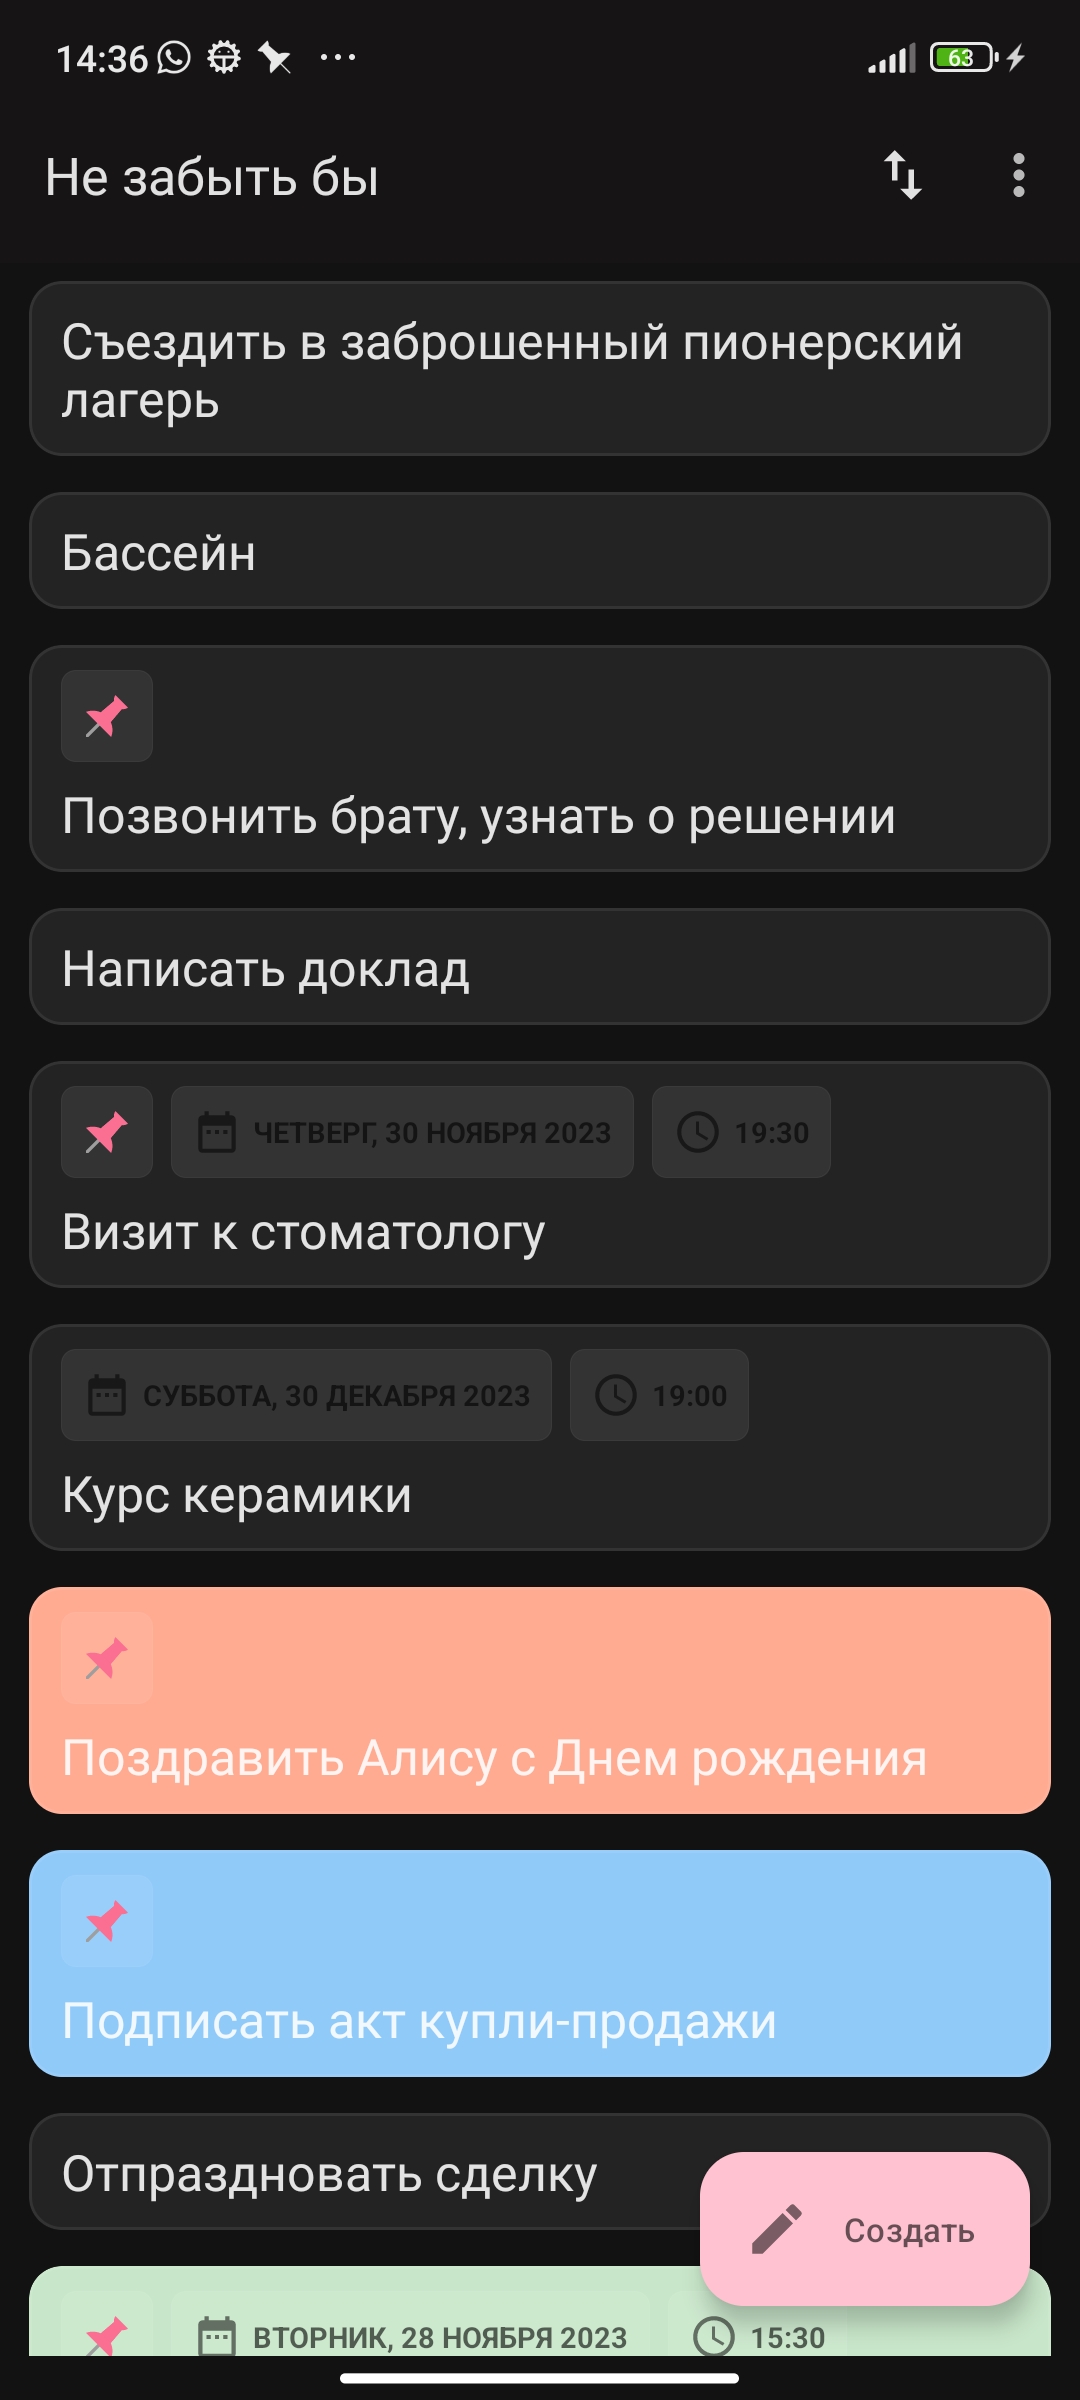 14:36
63
Не забыть бы
Съездить в заброшенный пионерский
лагерь
Бассейн
Позвонить брату, узнать о решении
Написать доклад
ЧЕТВЕРГ, 30 НОЯБРЯ 2023 19:30
Визит к стоматологу
СУББОТА, 30 ДЕКАБРЯ 2023 19:00
Курс керамики
Поздравить Алису с Днем рождения
Подписать акт купли-продажи
Отпраздновать сделку
Создать
ВТОРНИК, 28 НОЯБРЯ 2023 15:30